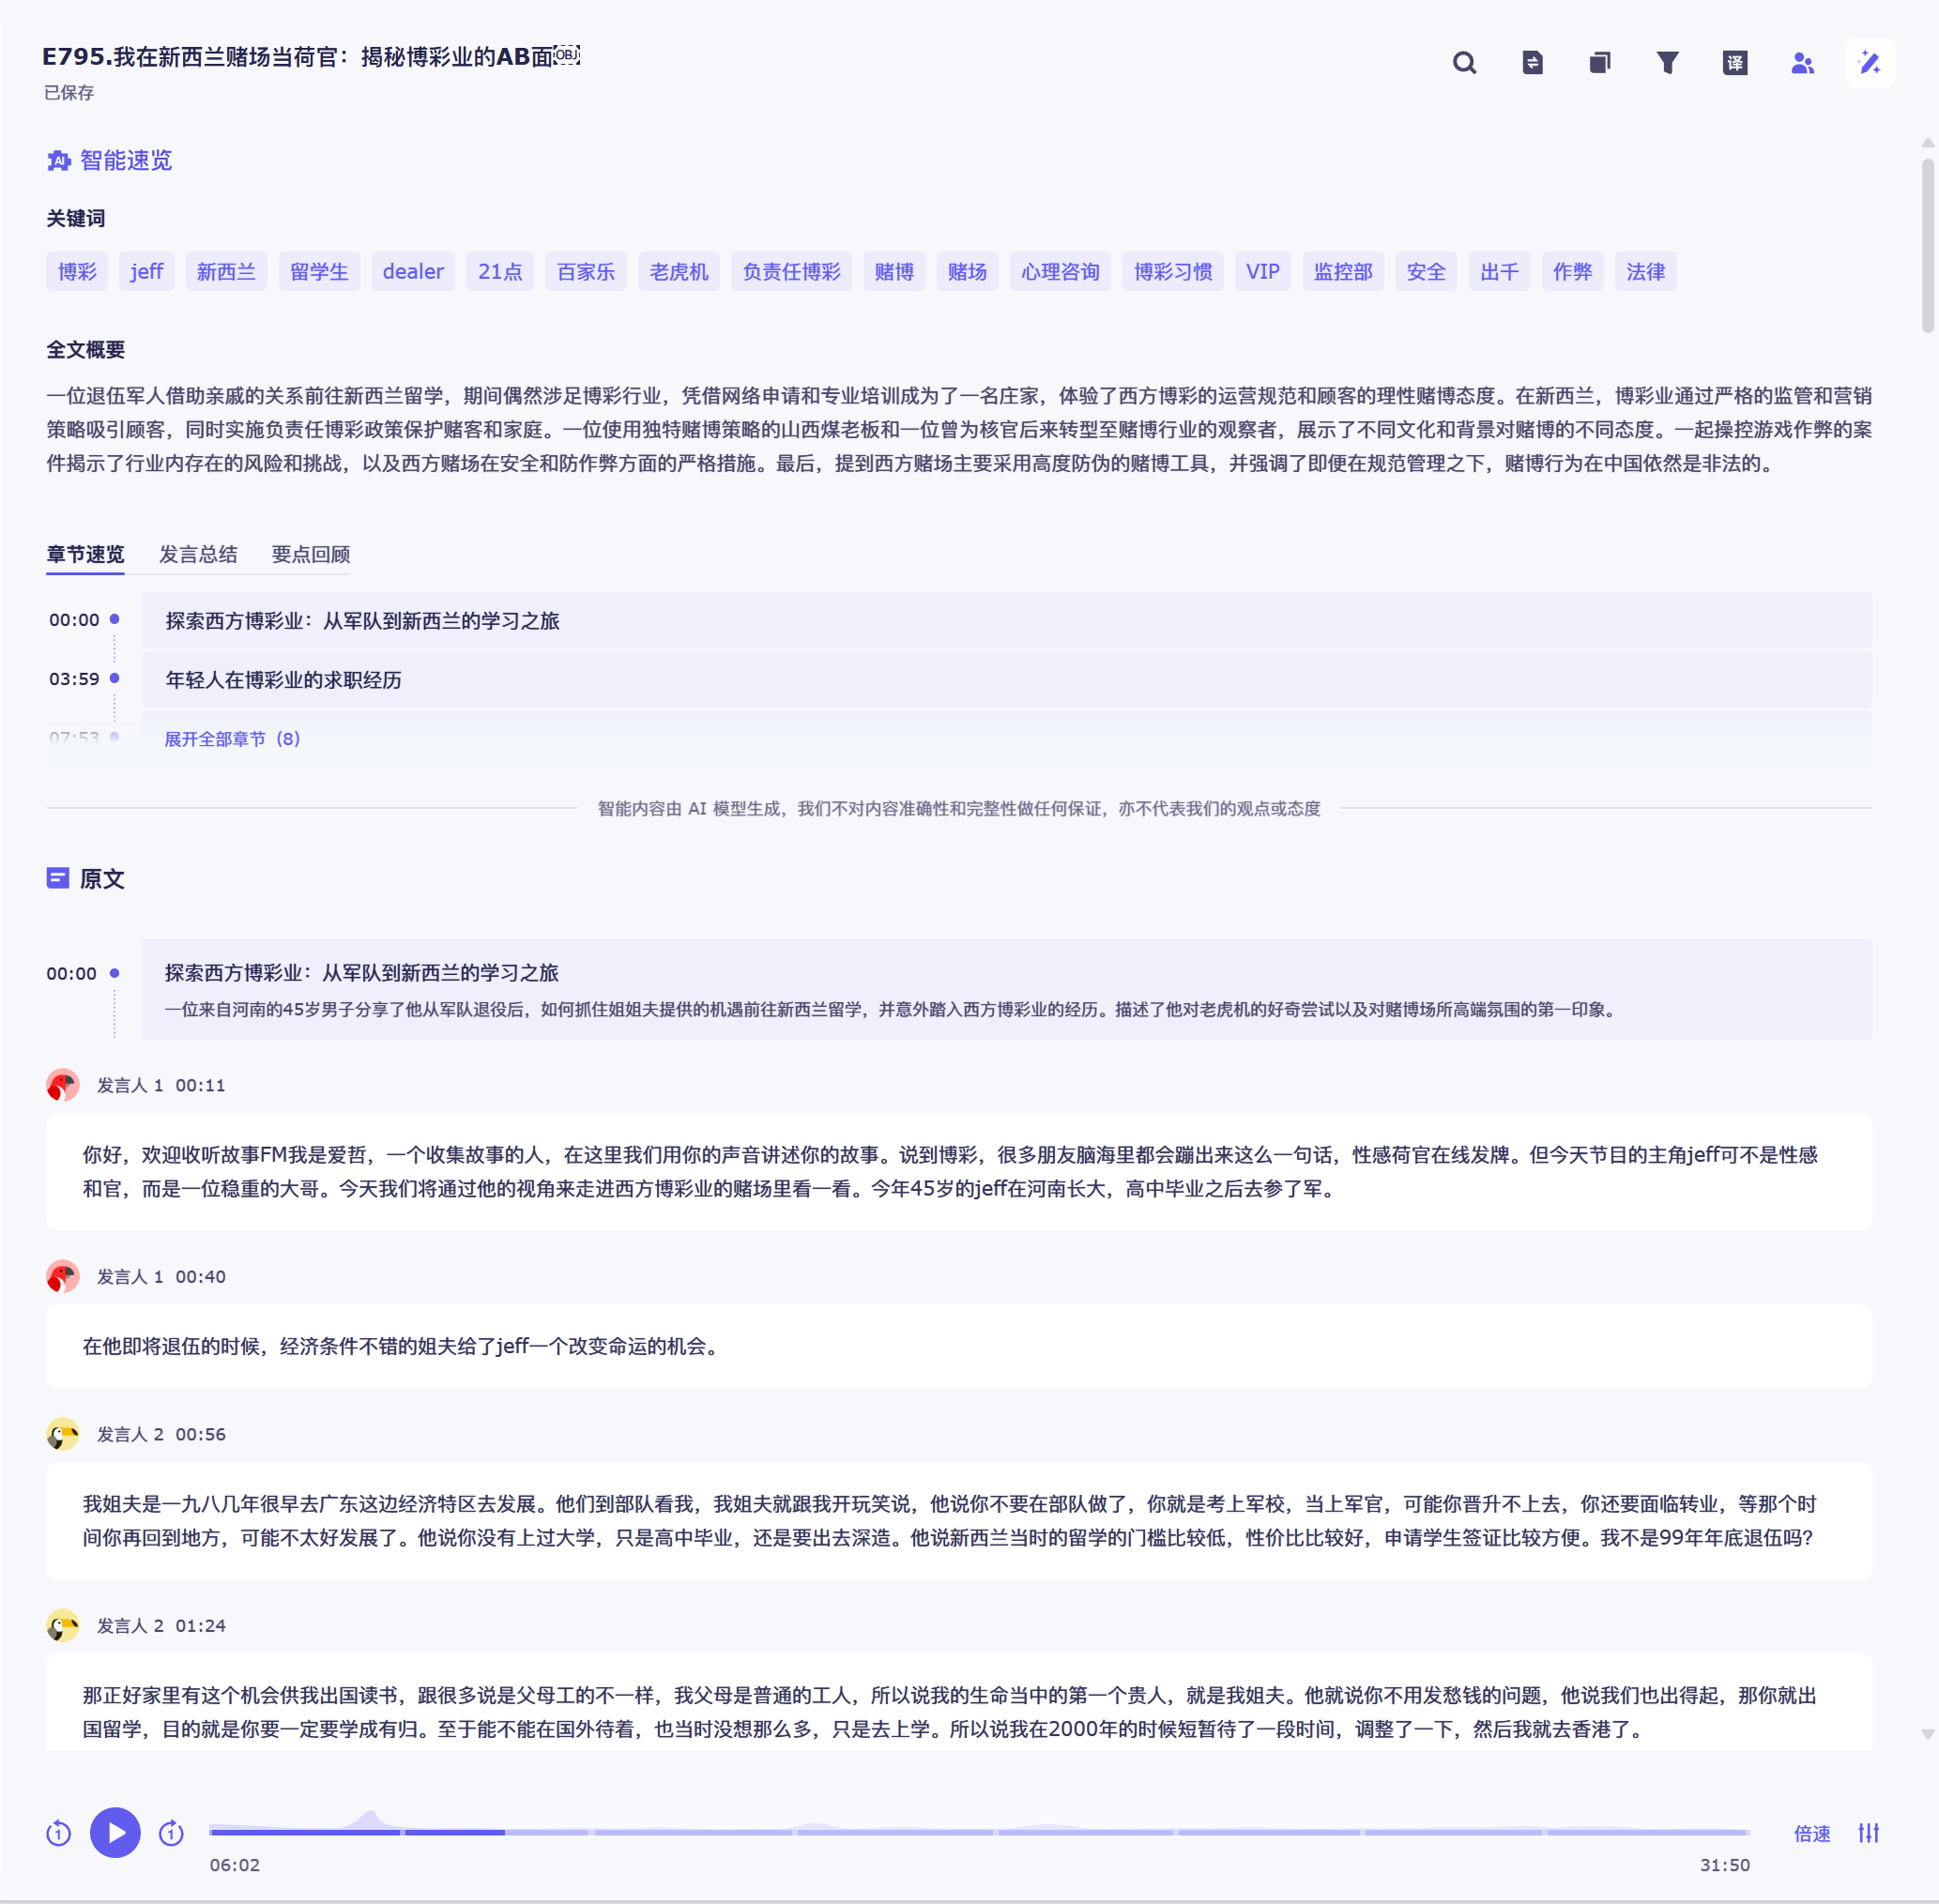 E795.我在新西兰赌场当荷官：揭秘博彩业的AB面
已保存
译
智能速览
关键词
博彩 jeff 新西兰 留学生 dealer 21点 百家乐 老虎机 负责任博彩 赌博 赌场 心理咨询 博彩习惯 VIP 监控部 安全 出千 作弊 法律
全文概要
一位退伍军人借助亲戚的关系前往新西兰留学，期间偶然涉足博彩行业，凭借网络申请和专业培训成为了一名庄家，体验了西方博彩的运营规范和顾客的理性赌博态度。在新西兰，博彩业通过严格的监管和营销
策略吸引顾客，同时实施负责任博彩政策保护赌客和家庭。一位使用独特赌博策略的山西煤老板和一位曾为核官后来转型至赌博行业的观察者，展示了不同文化和背景对赌博的不同态度。一起操控游戏作弊的案
件揭示了行业内存在的风险和挑战，以及西方赌场在安全和防作弊方面的严格措施。最后，提到西方赌场主要采用高度防伪的赌博工具，并强调了即便在规范管理之下，赌博行为在中国依然是非法的。
章节速览 发言总结 要点回顾
00:00 探索西方博彩业：从军队到新西兰的学习之旅
03:59 年轻人在博彩业的求职经历
07:53 展开全部章节（8）
智能内容由 AI 模型生成，我们不对内容准确性和完整性做任何保证，亦不代表我们的观点或态度
原文
00:00 探索西方博彩业：从军队到新西兰的学习之旅
一位来自河南的45岁男子分享了他从军队退役后，如何抓住姐姐夫提供的机遇前往新西兰留学，并意外踏入西方博彩业的经历。描述了他对老虎机的好奇尝试以及对赌博场所高端氛围的第一印象。
发言人 1 00:11
你好，欢迎收听故事FM我是爱哲，一个收集故事的人，在这里我们用你的声音讲述你的故事。说到博彩，很多朋友脑海里都会蹦出来这么一句话，性感荷官在线发牌。但今天节目的主角jeff可不是性感
和官，而是一位稳重的大哥。今天我们将通过他的视角来走进西方博彩业的赌场里看一看。今年45岁的jeff在河南长大，高中毕业之后去参了军。
发言人 1 00:40
在他即将退伍的时候，经济条件不错的姐夫给了jeff一个改变命运的机会。
发言人 2 00:56
我姐夫是一九八几年很早去广东这边经济特区去发展。他们到部队看我，我姐夫就跟我开玩笑说，他说你不要在部队做了，你就是考上军校，当上军官，可能你晋升不上去，你还要面临转业，等那个时
间你再回到地方，可能不太好发展了。他说你没有上过大学，只是高中毕业，还是要出去深造。他说新西兰当时的留学的门槛比较低，性价比比较好，申请学生签证比较方便。我不是99年年底退伍吗？
发言人 2 01:24
那正好家里有这个机会供我出国读书，跟很多说是父母工的不一样，我父母是普通的工人，所以说我的生命当中的第一个贵人，就是我姐夫。他就说你不用发愁钱的问题，他说我们也出得起，那你就出
国留学，目的就是你要一定要学成有归。至于能不能在国外待着，也当时没想那么多，只是去上学。所以说我在2000年的时候短暂待了一段时间，调整了一下，然后我就去香港了。
1 1 倍速
06:02 31:50